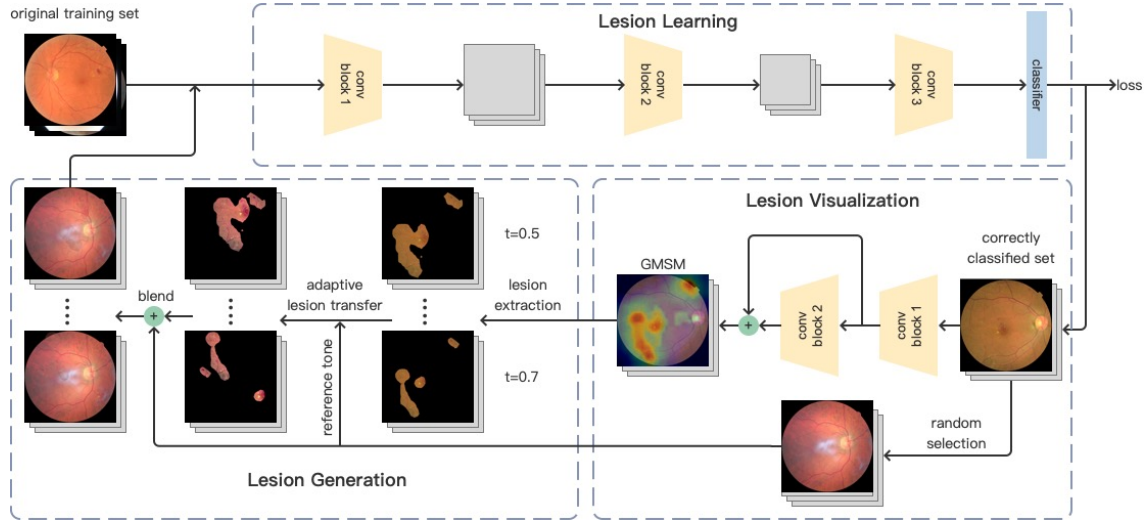 original training set
Lesion Learning
conv
block 1
conv
block 2
conv
block 3
classifier
loss
t=0.5
adaptive
lesion transfer
blend
+
lesion
extraction
t=0.7
reference tone
Lesion Generation
Lesion Visualization
GMSM
correctly
classified set
+
conv
block 2
conv
block 1
random
selection